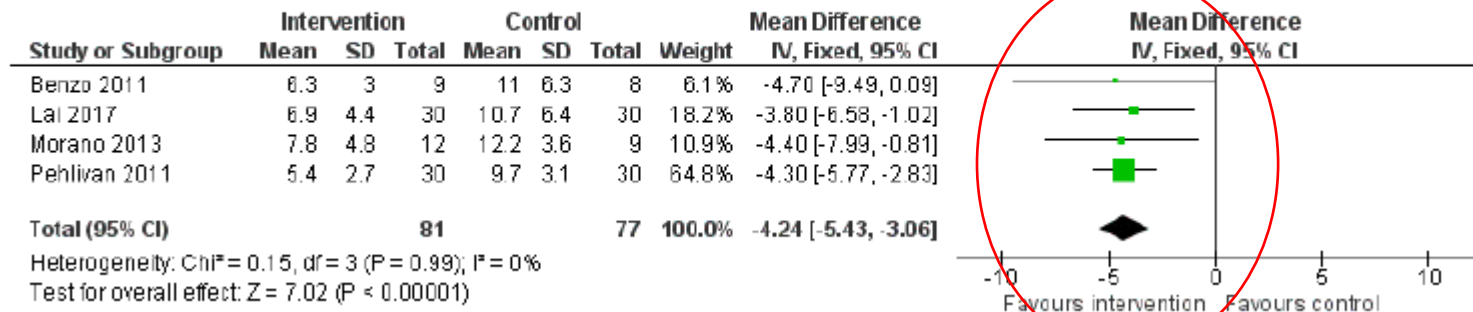 Intervention Control Mean Difference Mean Difference
Study or Subgroup Mean SD Total Mean SD Total Weight IV, Fixed, 95% CI IV, Fixed, 95% CI
Benzo 2011 6.3 3 9 11 6.3 8 6.1% -4.70 [-9.49, 0.09]
Lai 2017 6.9 4.4 30 10.7 6.4 30 18.2% -3.80 [-6.58, -1.02]
Morano 2013 7.8 4.8 12 12.2 3.6 9 10.9% -4.40 [-7.99, -0.81]
Pehlivan 2011 5.4 2.7 30 9.7 3.1 30 64.8% -4.30 [-5.77, -2.83]
Total (95% CI) 81 77 100.0% -4.24 [-5.43, -3.06]
Heterogeneity: Chi² = 0.15, df = 3 (P = 0.99); I² = 0%
Test for overall effect: Z = 7.02 (P < 0.00001)
-10 -5 0 5 10
Favours intervention Favours control